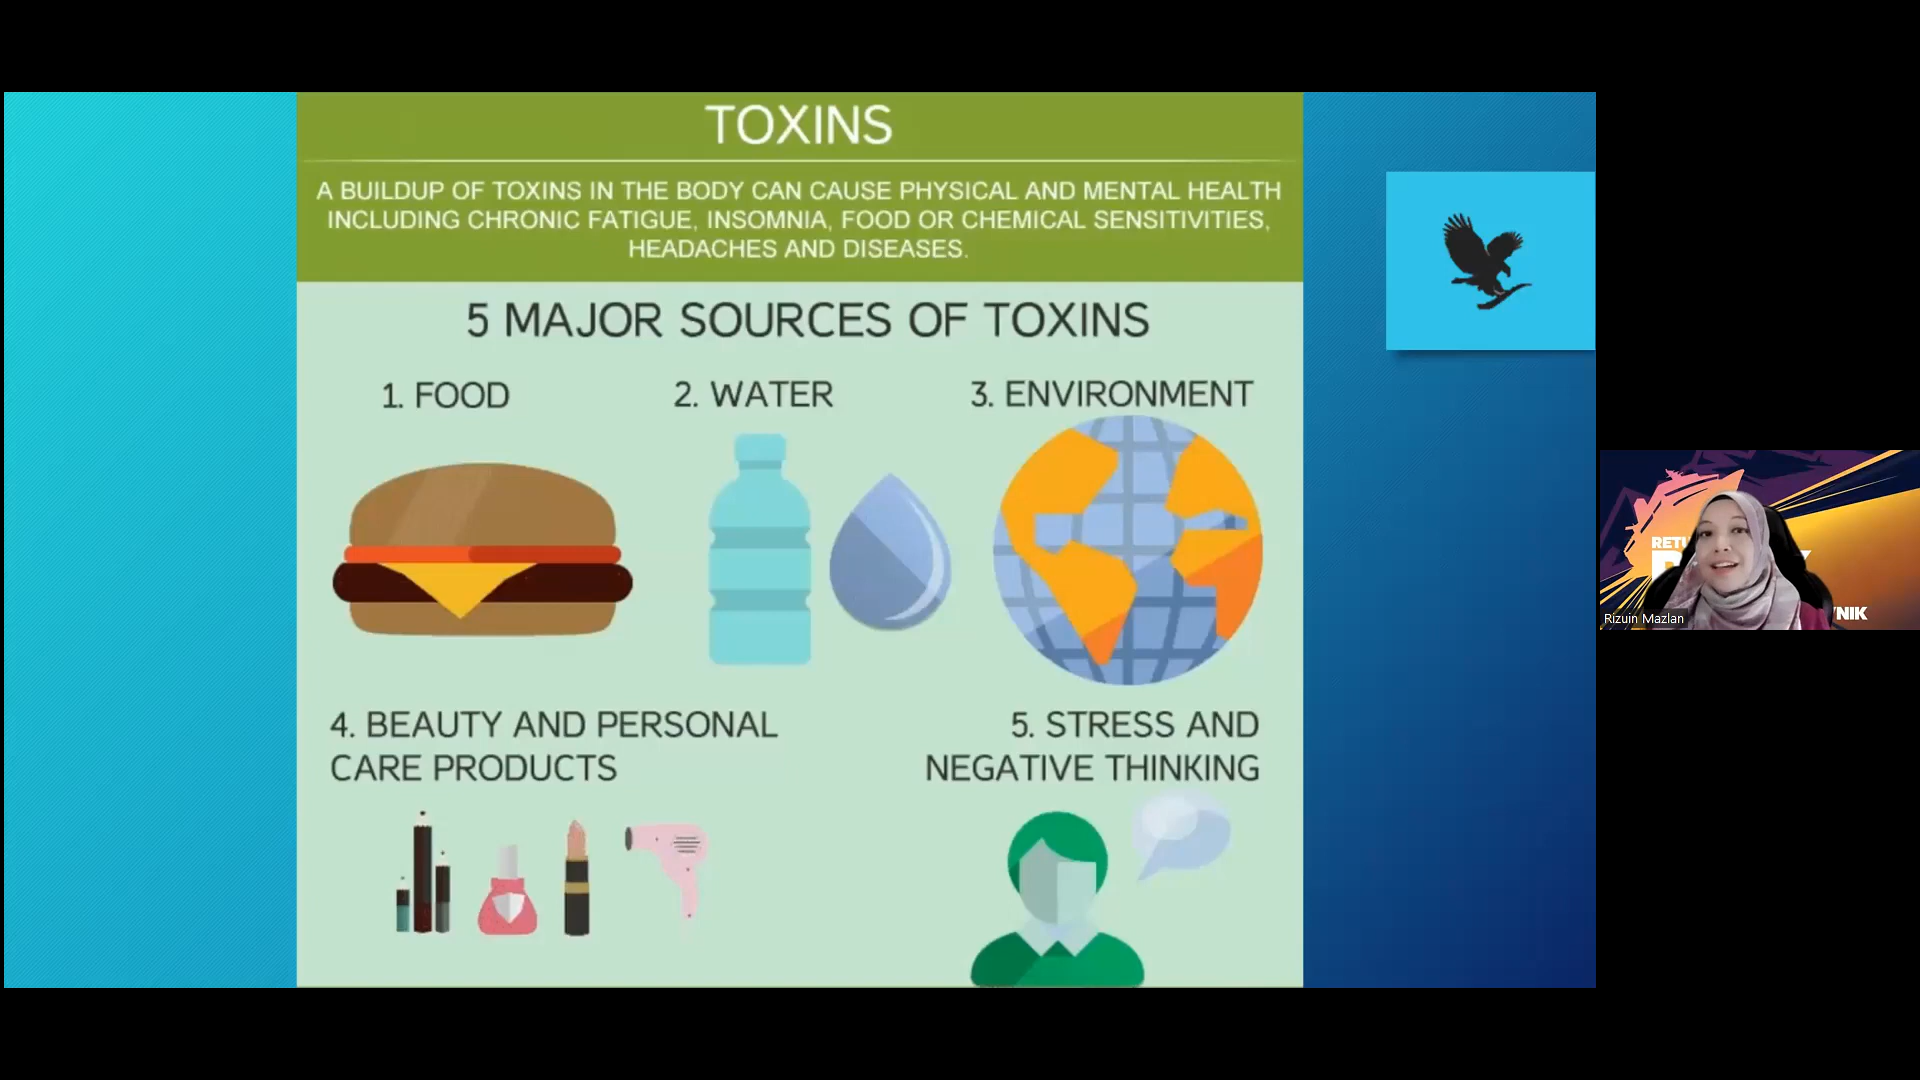 TOXINS
A BUILDUP OF TOXINS IN THE BODY CAN CAUSE PHYSICAL AND MENTAL HEALTH
INCLUDING CHRONIC FATIGUE, INSOMNIA, FOOD OR CHEMICAL SENSITIVITIES,
HEADACHES AND DISEASES.
5 MAJOR SOURCES OF TOXINS
1. FOOD
2. WATER
3. ENVIRONMENT
4. BEAUTY AND PERSONAL
CARE PRODUCTS
5. STRESS AND
NEGATIVE THINKING
Rizuin Mazlan